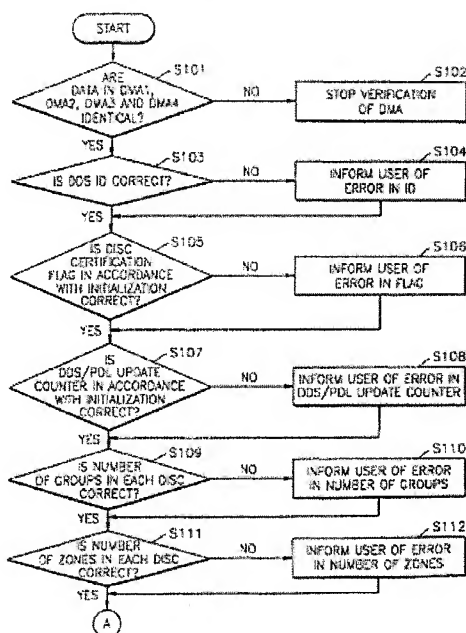 START
ARE
DATA IN DMA1,
DMA2, DMA3 AND DMA4
IDENTICAL?
S101
NO
S102
STOP VERIFICATION
OF DMA
YES
S103
IS DDS ID CORRECT?
NO
S104
INFORM USER OF
ERROR IN ID
YES
S105
IS DISC
CERTIFICATION
FLAG IN ACCORDANCE
WITH INITIALIZATION
CORRECT?
NO
S106
INFORM USER OF
ERROR IN FLAG
YES
S107
IS
DDS/PDL UPDATE
COUNTER IN ACCORDANCE
WITH INITIALIZATION
CORRECT?
NO
S108
INFORM USER OF ERROR IN
DDS/PDL UPDATE COUNTER
YES
S109
IS NUMBER
OF GROUPS IN EACH DISC
CORRECT?
NO
S110
INFORM USER OF ERROR
IN NUMBER OF GROUPS
YES
S111
IS NUMBER
OF ZONES IN EACH DISC
CORRECT?
NO
S112
INFORM USER OF ERROR
IN NUMBER OF ZONES
YES
A